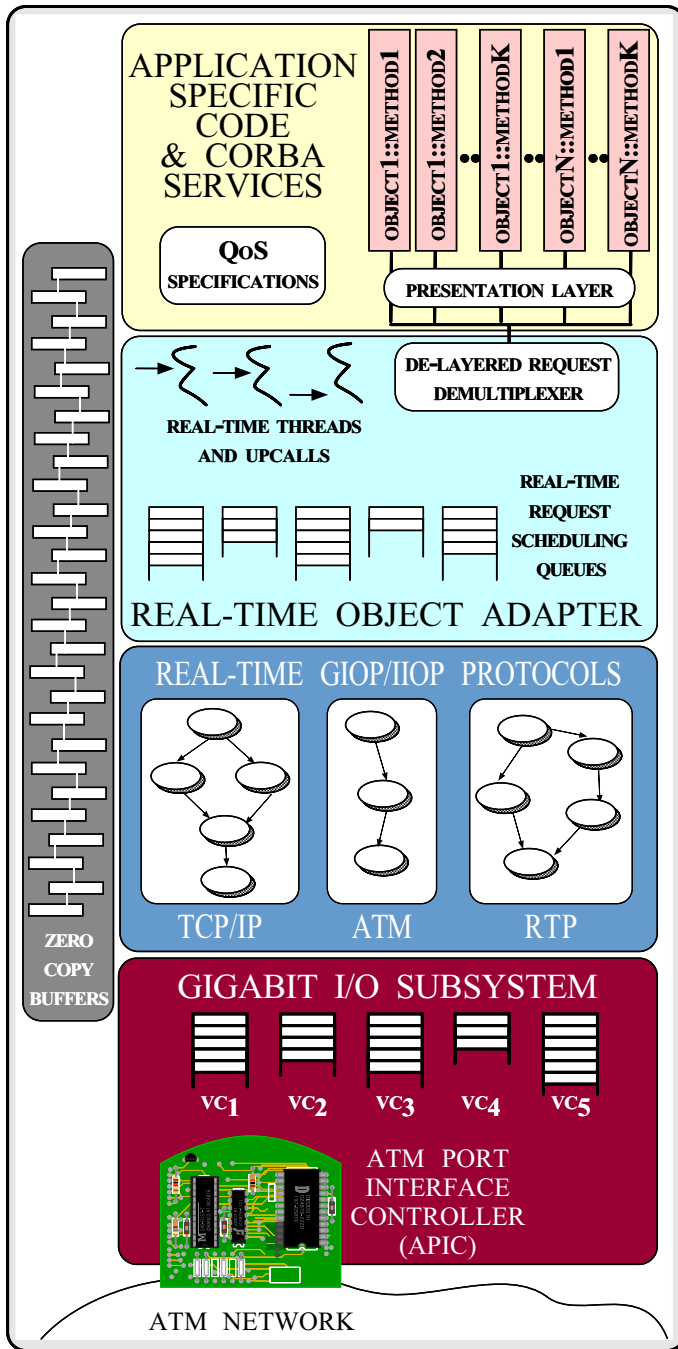 APPLICATION
SPECIFIC
CODE
& CORBA
SERVICES
OBJECT1::METHOD1
OBJECT1::METHOD2
OBJECT1::METHODK
OBJECTN::METHOD1
OBJECTN::METHODK
QoS
SPECIFICATIONS
PRESENTATION LAYER
DE-LAYERED REQUEST
DEMULTIPLEXER
REAL-TIME THREADS
AND UPCALLS
REAL-TIME
REQUEST
SCHEDULING
QUEUES
REAL-TIME OBJECT ADAPTER
REAL-TIME GIOP/IIOP PROTOCOLS
TCP/IP
ATM
RTP
ZERO
COPY
BUFFERS
GIGABIT I/O SUBSYSTEM
VC1
VC2
VC3
VC4
VC5
ATM PORT
INTERFACE
CONTROLLER
(APIC)
ATM NETWORK